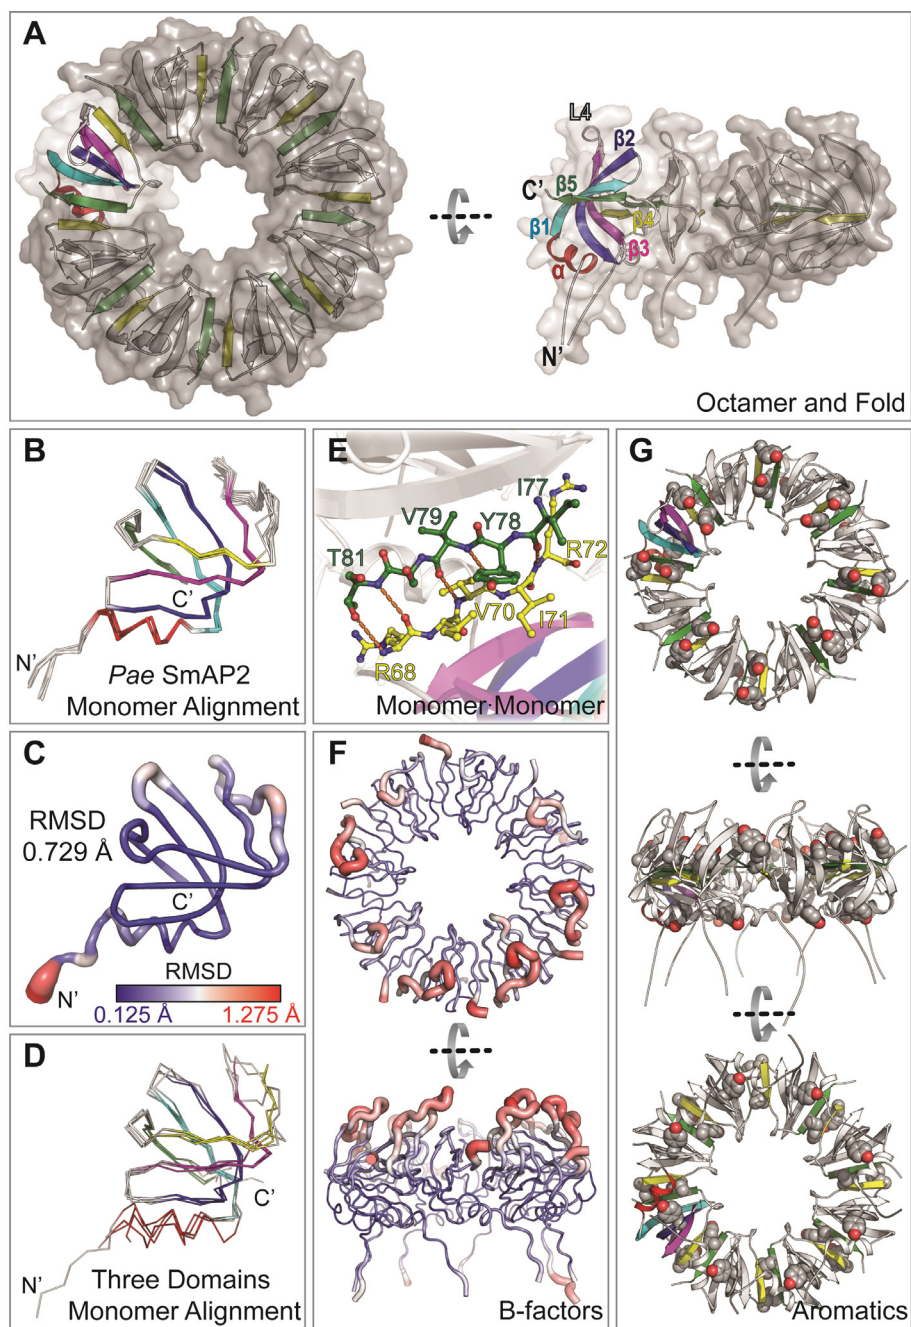 A
L4
β2
C'
β5
β1
β4
β3
α
N'
Octamer and Fold
B
C'
N'
Pae SmAP2
Monomer Alignment
E
I77
V79
Y78
T81
R72
V70
I71
R68
Monomer·Monomer
G
C
RMSD
0.729 Å
C'
RMSD
N'
0.125 Å
1.275 Å
F
D
C'
N'
Three Domains
Monomer Alignment
B-factors
Aromatics